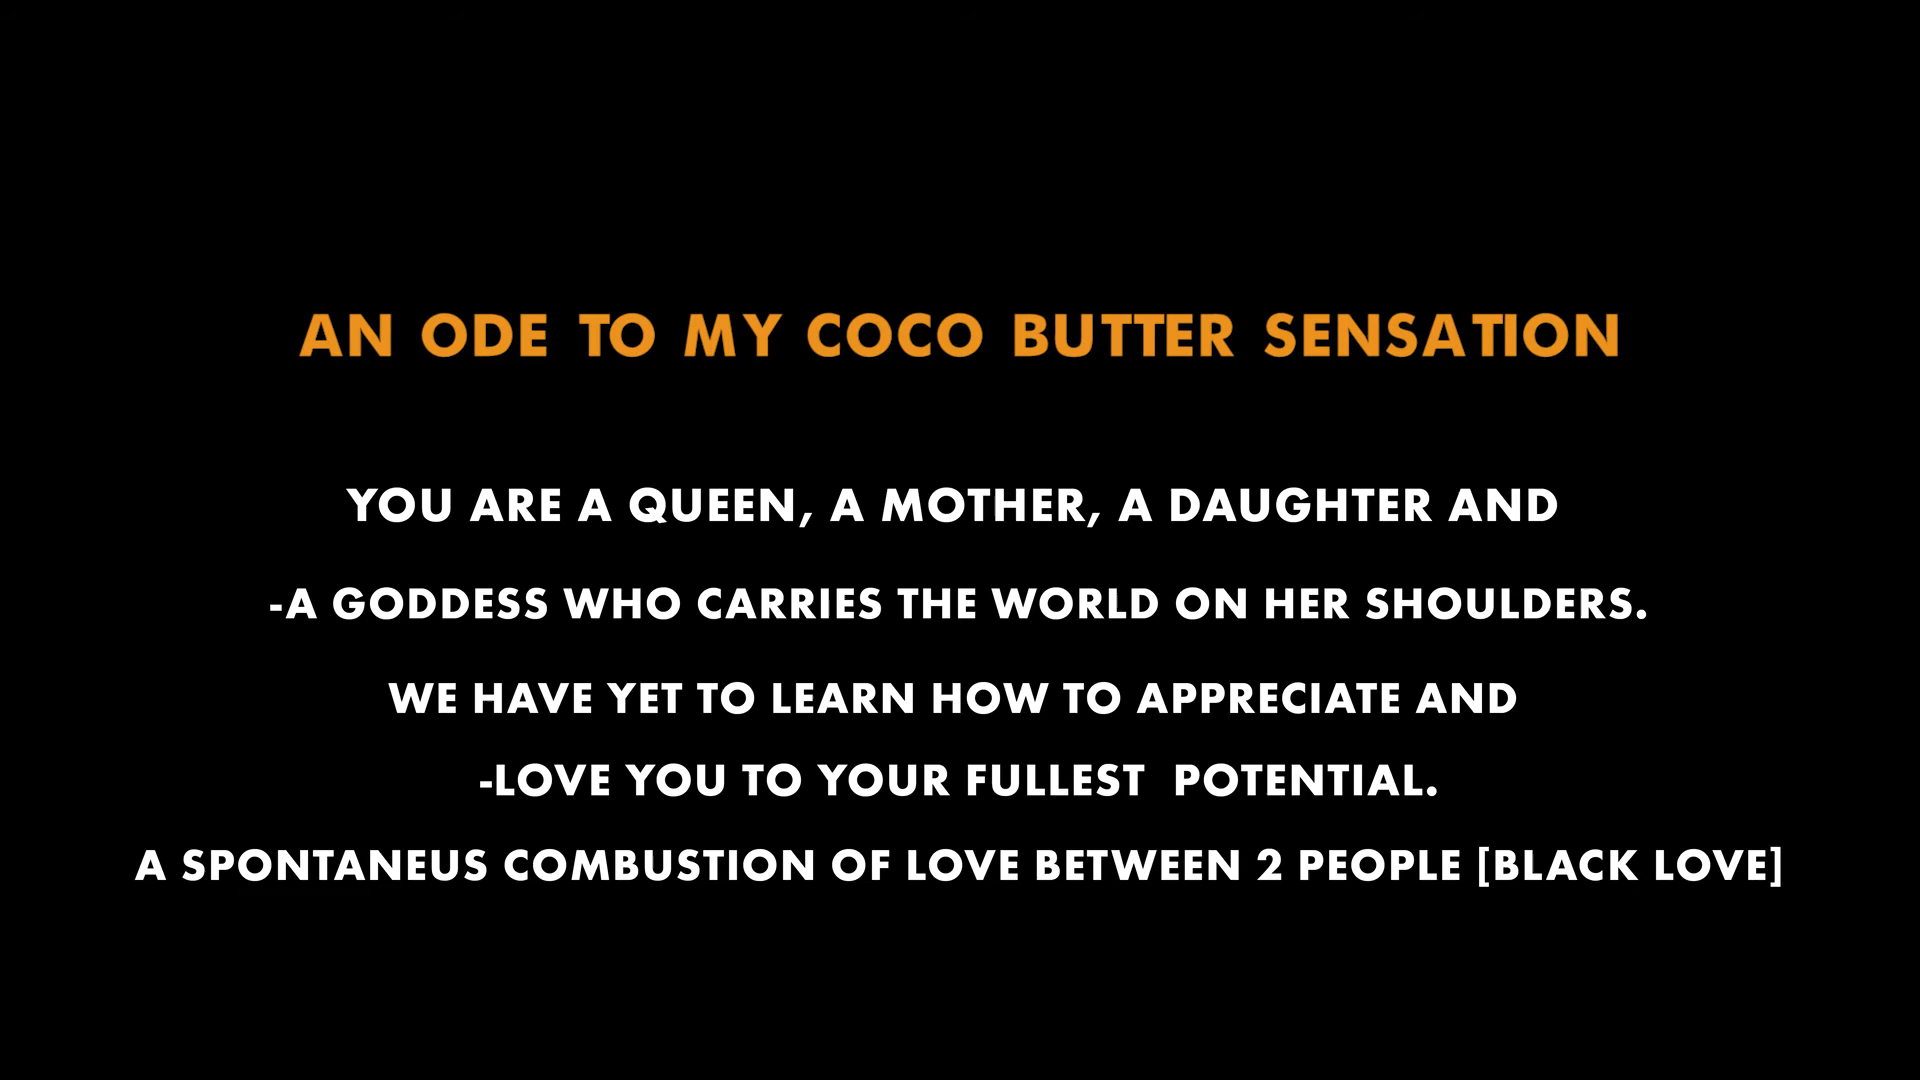 AN ODE TO MY COCO BUTTER SENSATION
YOU ARE A QUEEN, A MOTHER, A DAUGHTER AND
-A GODDESS WHO CARRIES THE WORLD ON HER SHOULDERS.
WE HAVE YET TO LEARN HOW TO APPRECIATE AND
-LOVE YOU TO YOUR FULLEST  POTENTIAL.
A SPONTANEUS COMBUSTION OF LOVE BETWEEN 2 PEOPLE [BLACK LOVE]